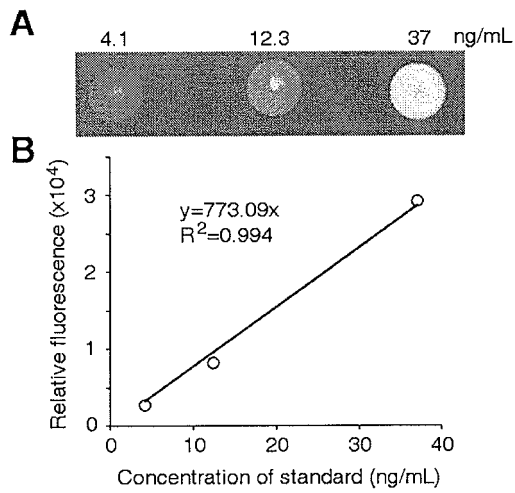 A
4.1 12.3 37 ng/mL
B
Relative fluorescence (x10⁴)
3
2
1
0
y=773.09x
R²=0.994
0 10 20 30 40
Concentration of standard (ng/mL)